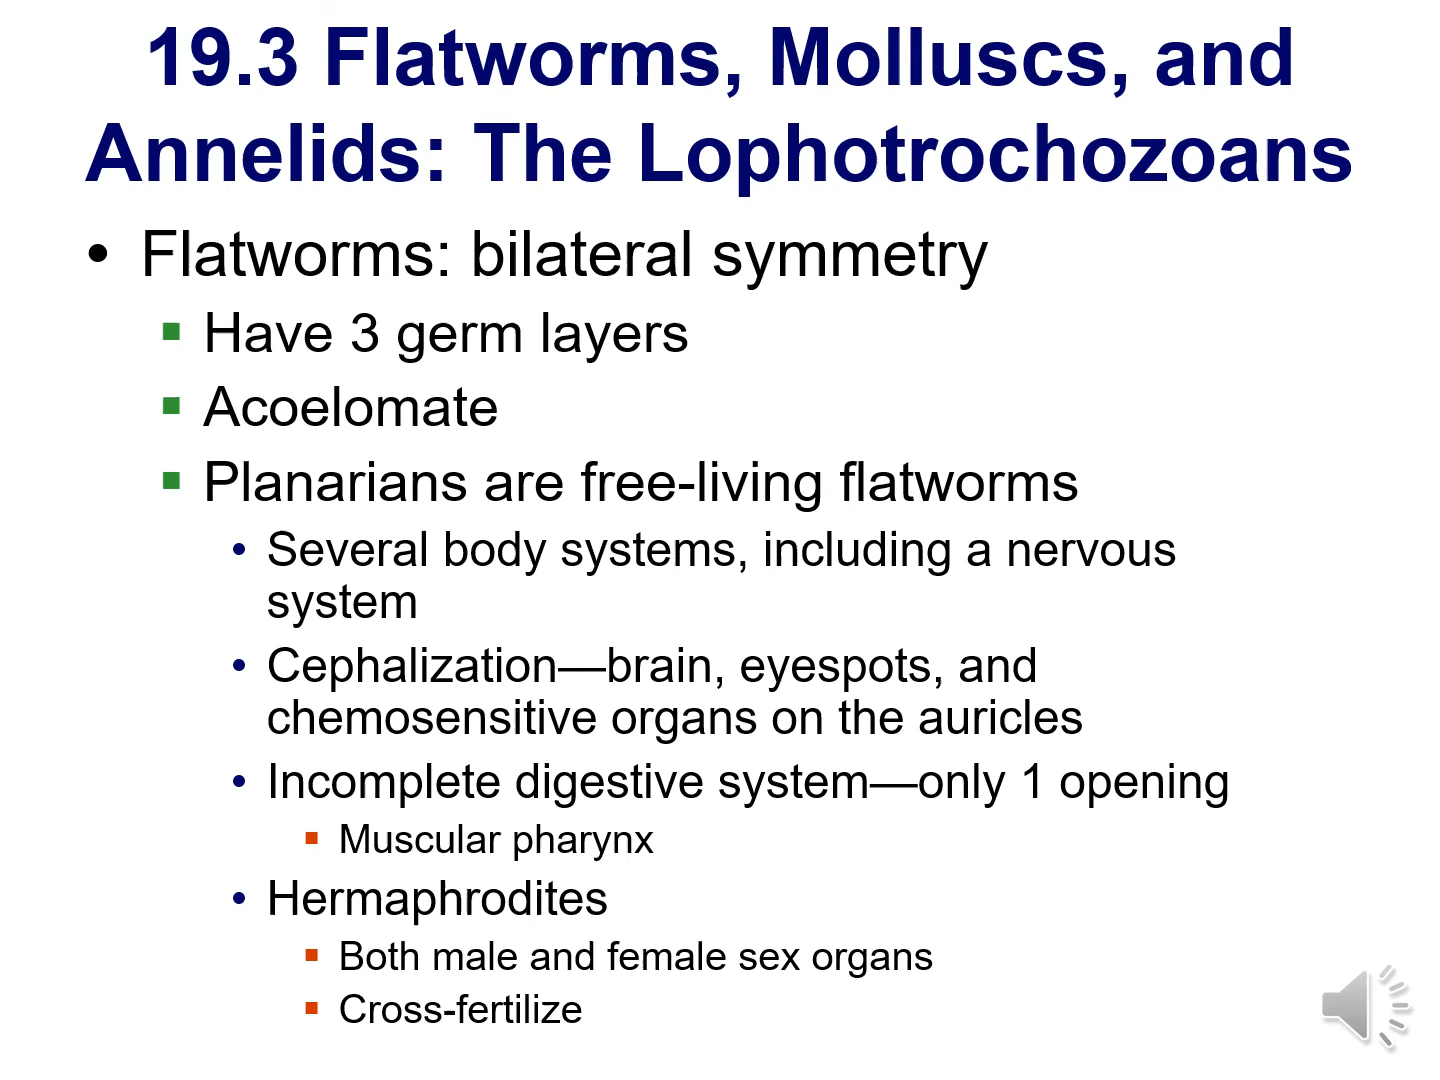 19.3 Flatworms, Molluscs, and
Annelids: The Lophotrochozoans
• Flatworms: bilateral symmetry
▪ Have 3 germ layers
▪ Acoelomate
▪ Planarians are free-living flatworms
• Several body systems, including a nervous
system
• Cephalization—brain, eyespots, and
chemosensitive organs on the auricles
• Incomplete digestive system—only 1 opening
▪ Muscular pharynx
• Hermaphrodites
▪ Both male and female sex organs
▪ Cross-fertilize